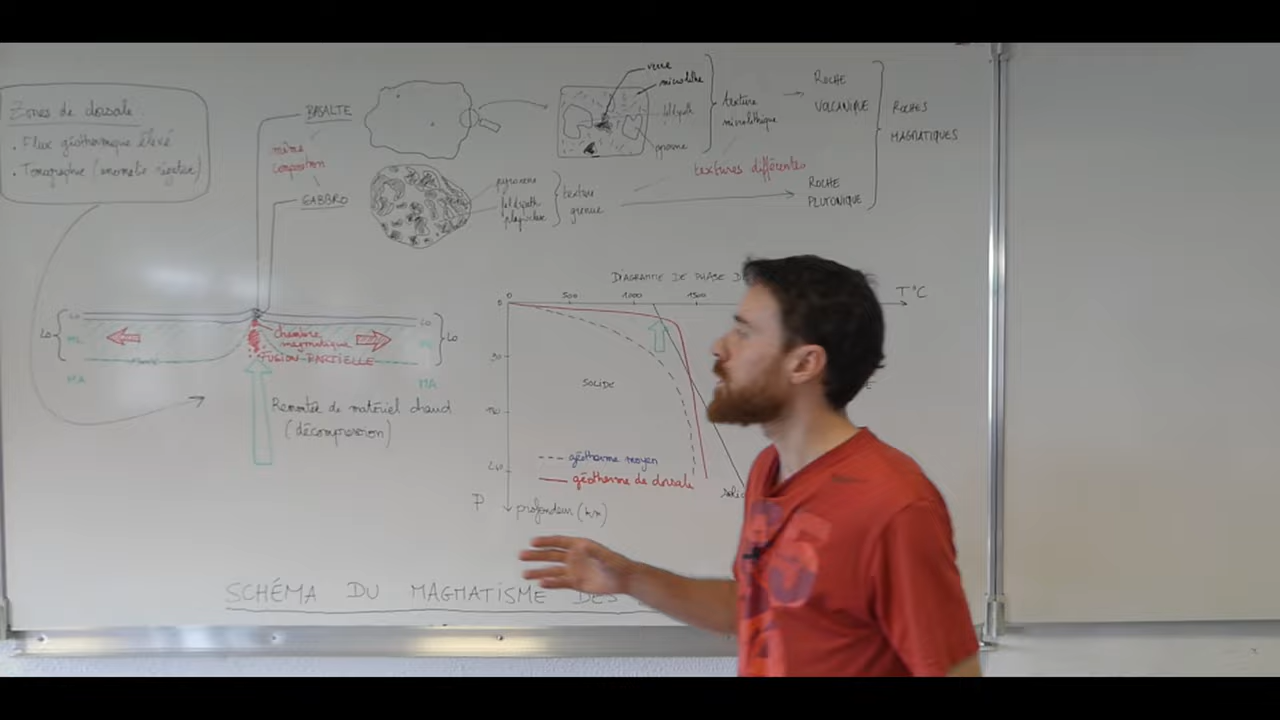 Zones de dorsale.
. Flux géothermique élevé
. Tomographie (anomalie négative)
BASALTE
même
composition
GABBRO
verre
microlithe
feldspath
pyroxène
texture
microlithique
ROCHE
VOLCANIQUE
ROCHES
MAGMATIQUES
textures différentes
pyroxène
feldspath
plagioclase
texture
grenue
ROCHE
PLUTONIQUE
LO
ML
MA
chambre
magmatique
FUSION PARTIELLE
LO
MA
Remontée de matériel chaud
(décompression)
DIAGRAMME DE PHASE D
0 500 1000 1500 T°C
0
SOLIDE
géotherme moyen
géotherme de dorsale
P
profondeur (km)
SCHÉMA DU MAGMATISME DES